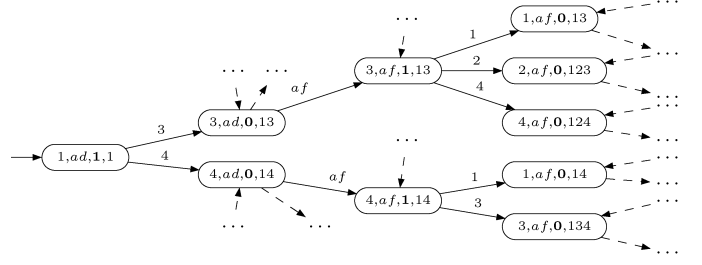 ...
1,af,0,13
...
1
...
3,af,1,13
2
2,af,0,123
... ...
af
4
...
...
3,ad,0,13
4,af,0,124
3
...
...
1,ad,1,1
4
1,af,0,14
...
4,ad,0,14
af
1
...
4,af,1,14
3
...
... ...
3,af,0,134
...